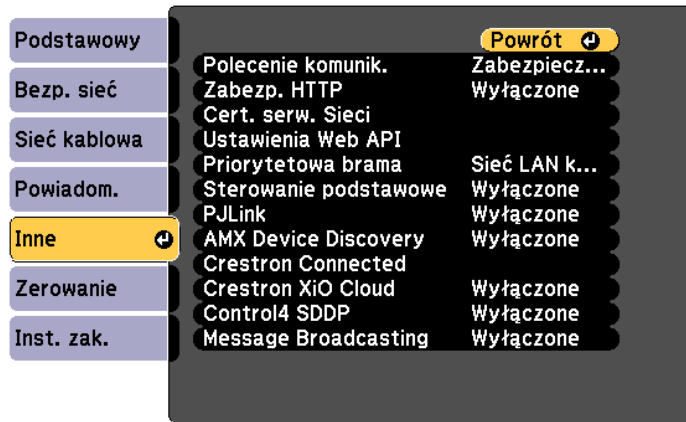 Podstawowy
Bezp. sieć
Sieć kablowa
Powiadom.
Inne
Zerowanie
Inst. zak.
Powrót
Polecenie komunik. Zabezpiecz...
Zabezp. HTTP Wyłączone
Cert. serw. Sieci
Ustawienia Web API
Priorytetowa brama Sieć LAN k...
Sterowanie podstawowe Wyłączone
PJLink Wyłączone
AMX Device Discovery Wyłączone
Crestron Connected
Crestron XiO Cloud Wyłączone
Control4 SDDP Wyłączone
Message Broadcasting Wyłączone